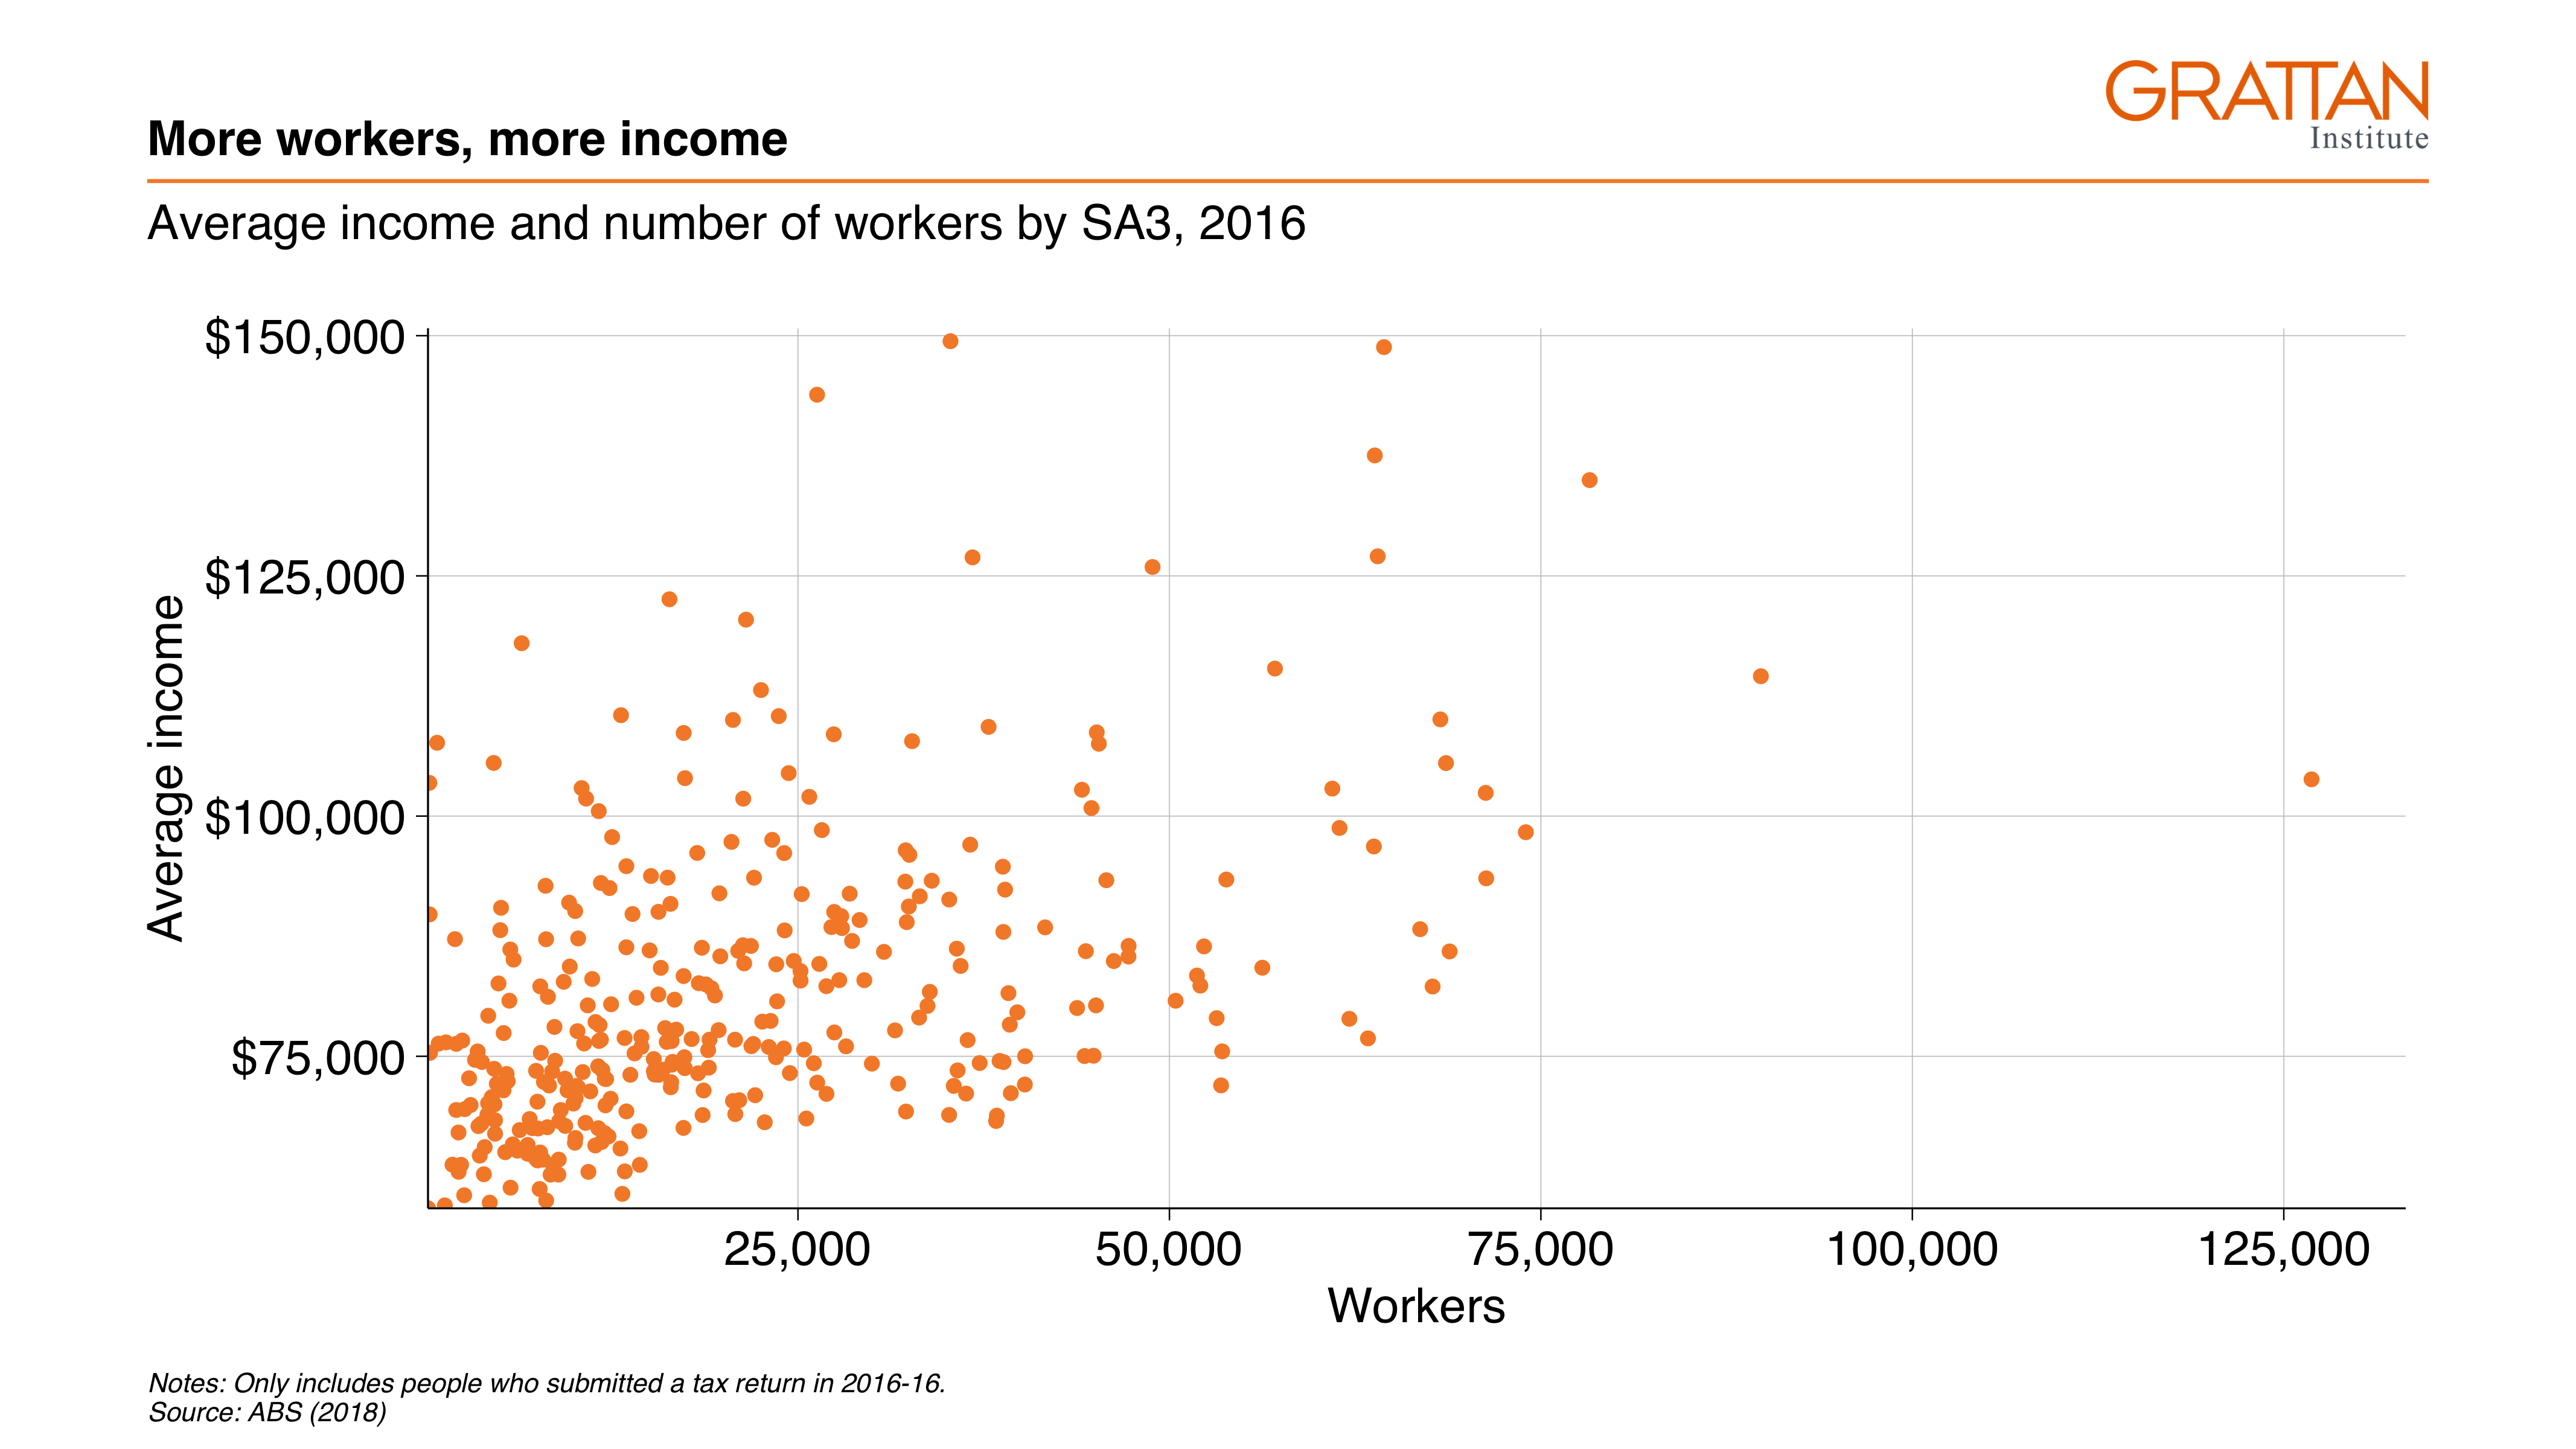 GRATTAN
Institute
More workers, more income
Average income and number of workers by SA3, 2016
$150,000
$125,000
$100,000
$75,000
Average income
25,000 50,000 75,000 100,000 125,000
Workers
Notes: Only includes people who submitted a tax return in 2016-16.
Source: ABS (2018)